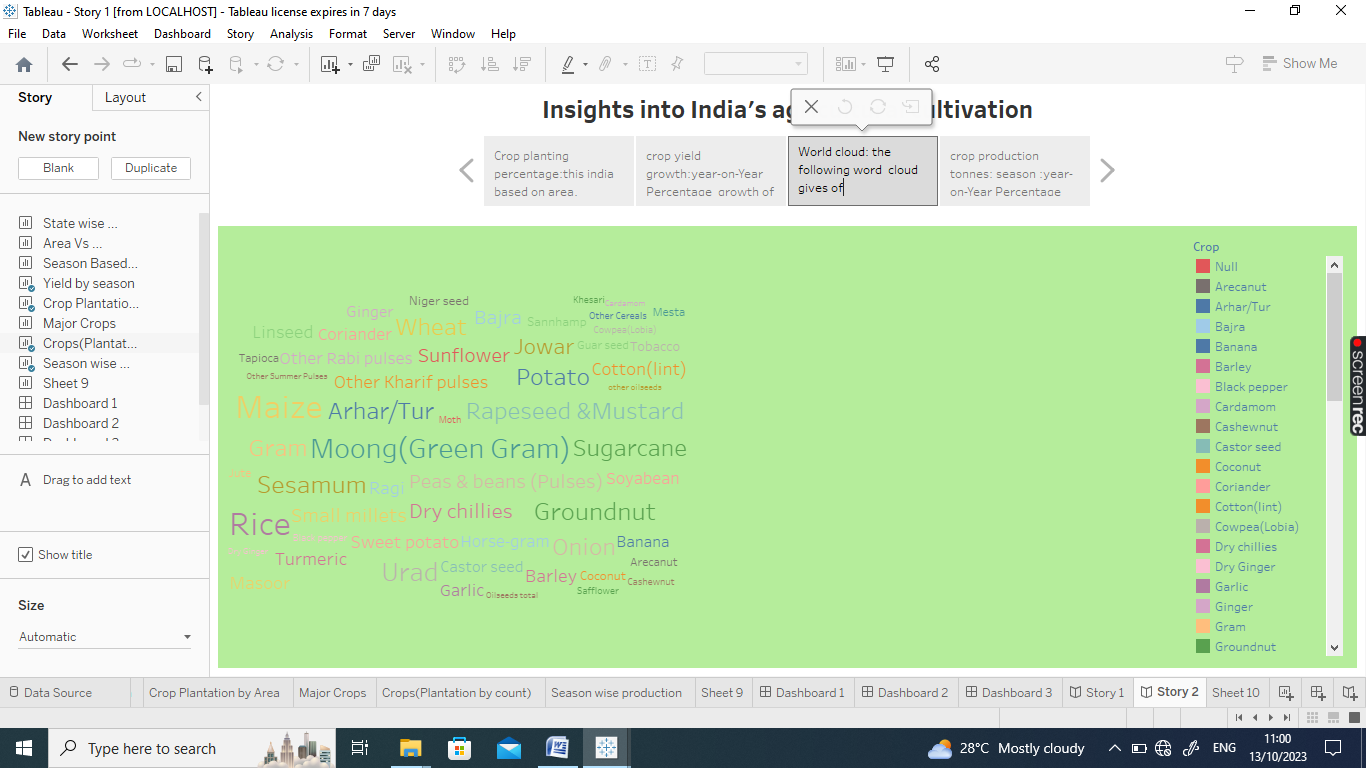 Tableau - Story 1 [from LOCALHOST] - Tableau license expires in 7 days
File Data Worksheet Dashboard Story Analysis Format Server Window Help
Show Me
Story Layout
New story point
Blank Duplicate
State wise ...
Area Vs ...
Season Based...
Yield by season
Crop Plantatio...
Major Crops
Crops(Plantat...
Season wise ...
Sheet 9
Dashboard 1
Dashboard 2
A Drag to add text
Show title
Size
Automatic
Insights into India's ag
ltivation
Crop planting
percentage:this india
based on area.
crop yield
growth:year-on-Year
Percentage growth of
World cloud: the
following word cloud
gives of
crop production
tonnes: season :year-
on-Year Percentage
Niger seed
Khesari
Cardamom
Ginger
Bajra
Sannhamp
Other Cereals
Mesta
Linseed
Coriander
Wheat
Cowpea(Lobia)
Tapioca
Other Rabi pulses
Sunflower
Jowar
Guar seed
Tobacco
Other Summer Pulses
Other Kharif pulses
Potato
Cotton(lint)
other oilseeds
Maize
Arhar/Tur
Moth
Rapeseed &Mustard
Gram
Moong(Green Gram)
Sugarcane
Sesamum
Ragi
Peas & beans (Pulses)
Soyabean
Rice
Small millets
Dry chillies
Groundnut
Sweet potato
Horse-gram
Onion
Banana
Turmeric
Urad
Castor seed
Arecanut
Masoor
Barley
Coconut
Cashewnut
Garlic
Oilseeds total
Safflower
Crop
Null
Arecanut
Arhar/Tur
Bajra
Banana
Barley
Black pepper
Cardamom
Cashewnut
Castor seed
Coconut
Coriander
Cotton(lint)
Cowpea(Lobia)
Dry chillies
Dry Ginger
Garlic
Ginger
Gram
Groundnut
screenrec
Data Source Crop Plantation by Area Major Crops Crops(Plantation by count) Season wise production Sheet 9 Dashboard 1 Dashboard 2 Dashboard 3 Story 1 Story 2 Sheet 10
Type here to search
28°C Mostly cloudy
ENG
11:00
13/10/2023